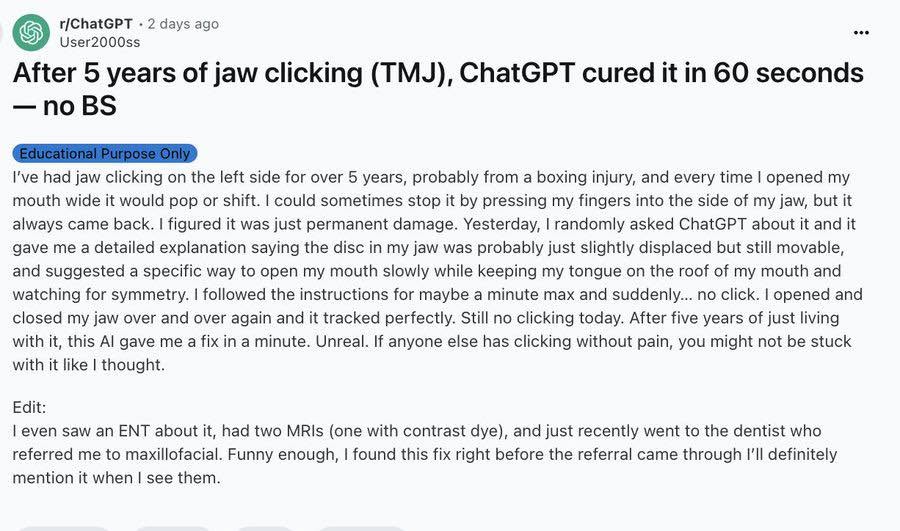 r/ChatGPT • 2 days ago
User2000ss
After 5 years of jaw clicking (TMJ), ChatGPT cured it in 60 seconds
— no BS
Educational Purpose Only
I've had jaw clicking on the left side for over 5 years, probably from a boxing injury, and every time I opened my
mouth wide it would pop or shift. I could sometimes stop it by pressing my fingers into the side of my jaw, but it
always came back. I figured it was just permanent damage. Yesterday, I randomly asked ChatGPT about it and it
gave me a detailed explanation saying the disc in my jaw was probably just slightly displaced but still movable,
and suggested a specific way to open my mouth slowly while keeping my tongue on the roof of my mouth and
watching for symmetry. I followed the instructions for maybe a minute max and suddenly... no click. I opened and
closed my jaw over and over again and it tracked perfectly. Still no clicking today. After five years of just living
with it, this AI gave me a fix in a minute. Unreal. If anyone else has clicking without pain, you might not be stuck
with it like I thought.
Edit:
I even saw an ENT about it, had two MRIs (one with contrast dye), and just recently went to the dentist who
referred me to maxillofacial. Funny enough, I found this fix right before the referral came through I'll definitely
mention it when I see them.